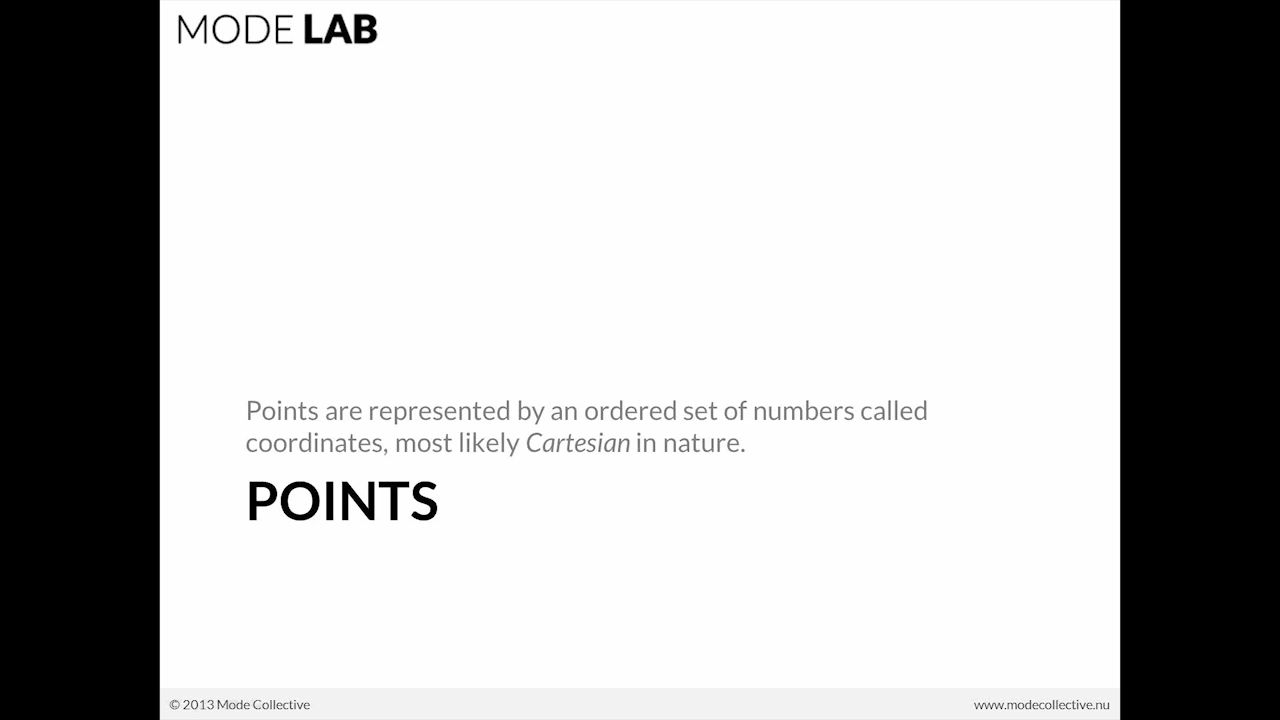 MODE LAB
Points are represented by an ordered set of numbers called
coordinates, most likely Cartesian in nature.
POINTS
© 2013 Mode Collective
www.modecollective.nu